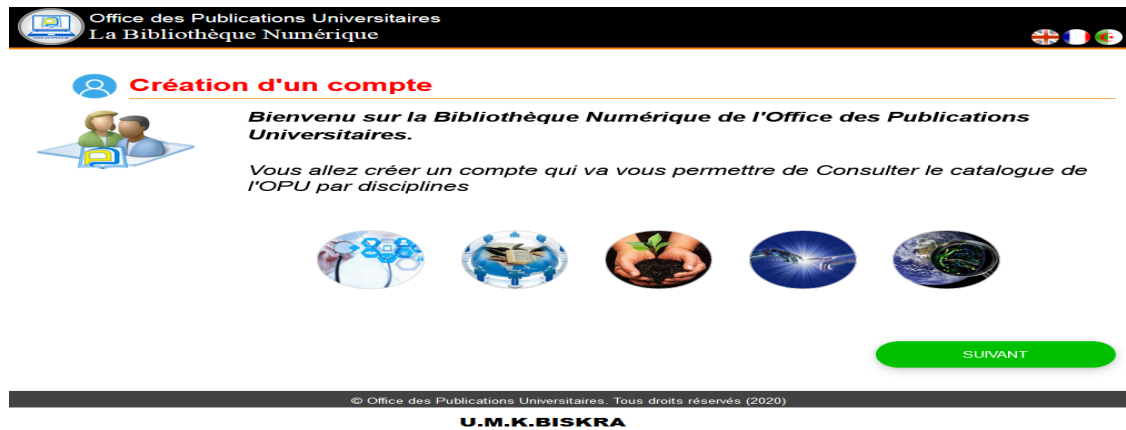 Office des Publications Universitaires
La Bibliothèque Numérique
Création d'un compte
Bienvenu sur la Bibliothèque Numérique de l'Office des Publications
Universitaires.
Vous allez créer un compte qui va vous permettre de Consulter le catalogue de
l'OPU par disciplines
SUIVANT
© Office des Publications Universitaires. Tous droits réservés (2020)
U.M.K.BISKRA